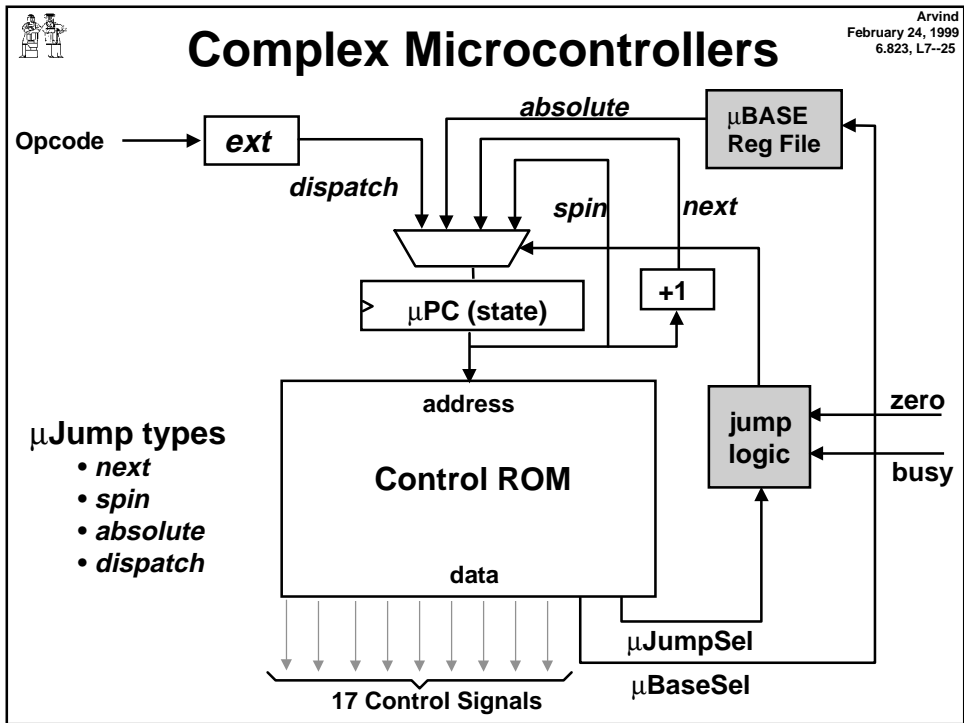 Arvind
February 24, 1999
6.823, L7--25
Complex Microcontrollers
absolute
μBASE
Reg File
Opcode
ext
dispatch
spin
next
+1
μPC (state)
address
zero
jump
logic
busy
μJump types
• next
• spin
• absolute
• dispatch
Control ROM
data
μJumpSel
μBaseSel
17 Control Signals